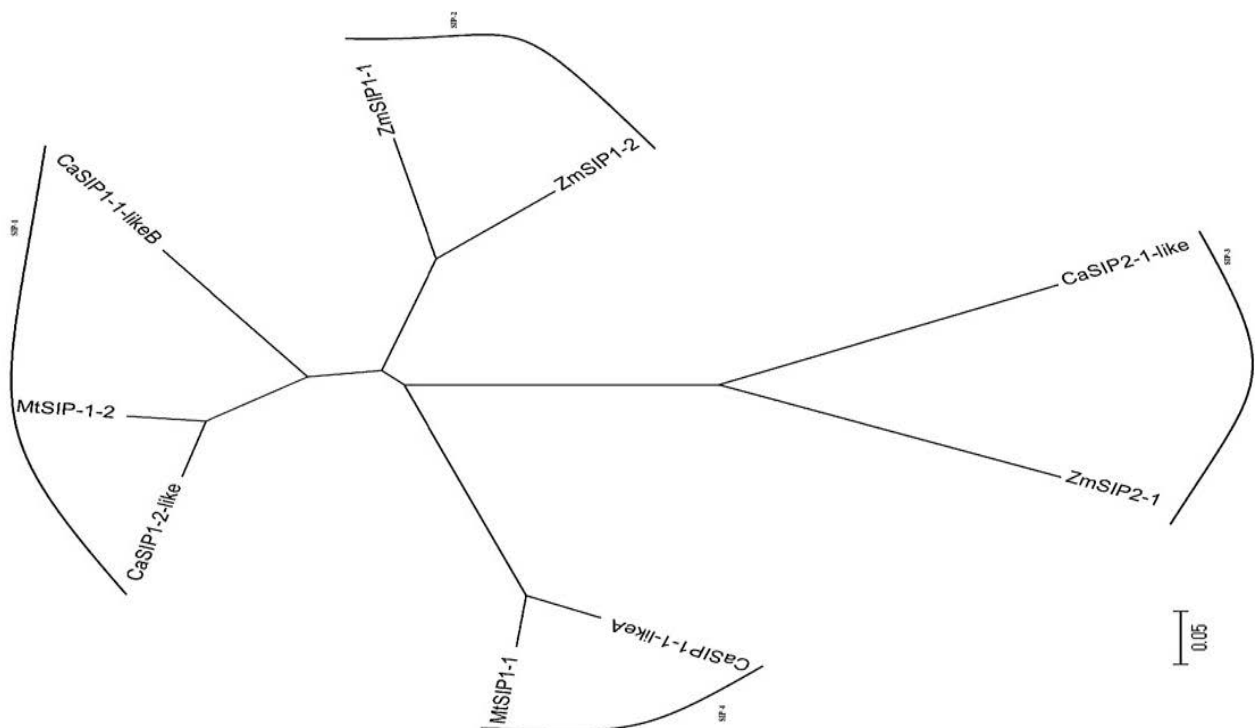 SIP-2
ZmSIP1-1
ZmSIP1-2
CaSIP1-1-likeB
SIP-1
CaSIP2-1-like
SIP-3
MtSIP-1-2
ZmSIP2-1
CaSIP1-2-like
CaSIP1-1-likeA
MtSIP1-1
SIP-4
0.05